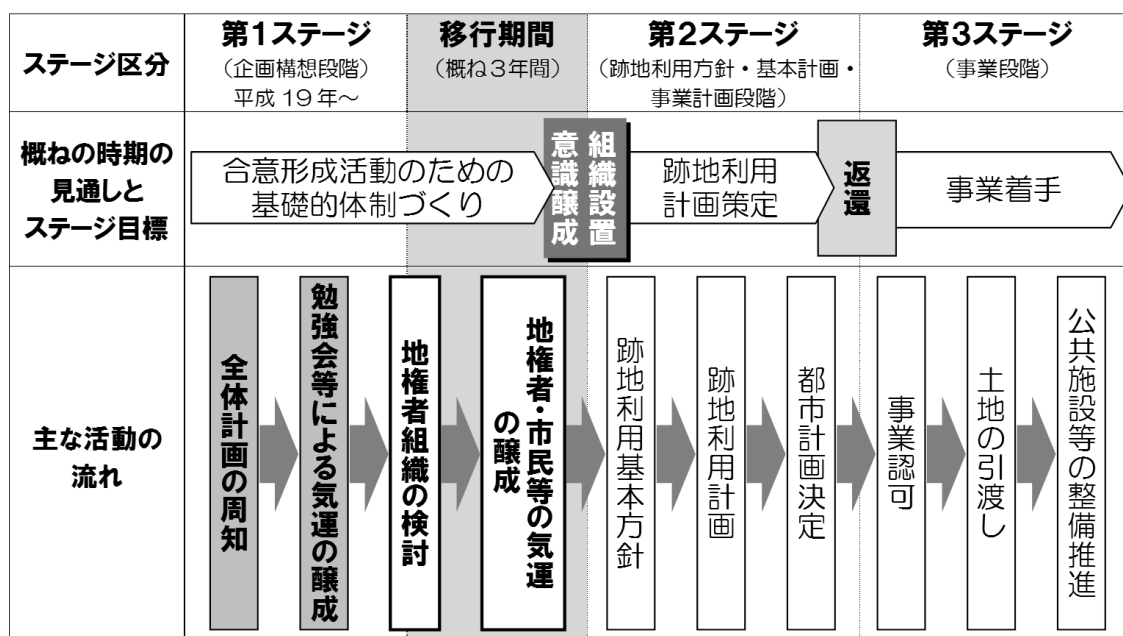 ステージ区分
第1ステージ
（企画構想段階）
平成 19 年～
移行期間
（概ね３年間）
第2ステージ
（跡地利用方針・基本計画・
事業計画段階）
第3ステージ
（事業段階）
概ねの時期の
見通しと
ステージ目標
合意形成活動のための
基礎的体制づくり
組織設置
意識醸成
跡地利用
計画策定
返還
事業着手
主な活動の
流れ
全体計画の周知
勉強会等による気運の醸成
地権者組織の検討
地権者・市民等の気運
の醸成
跡地利用基本方針
跡地利用計画
都市計画決定
事業認可
土地の引渡し
公共施設等の整備推進